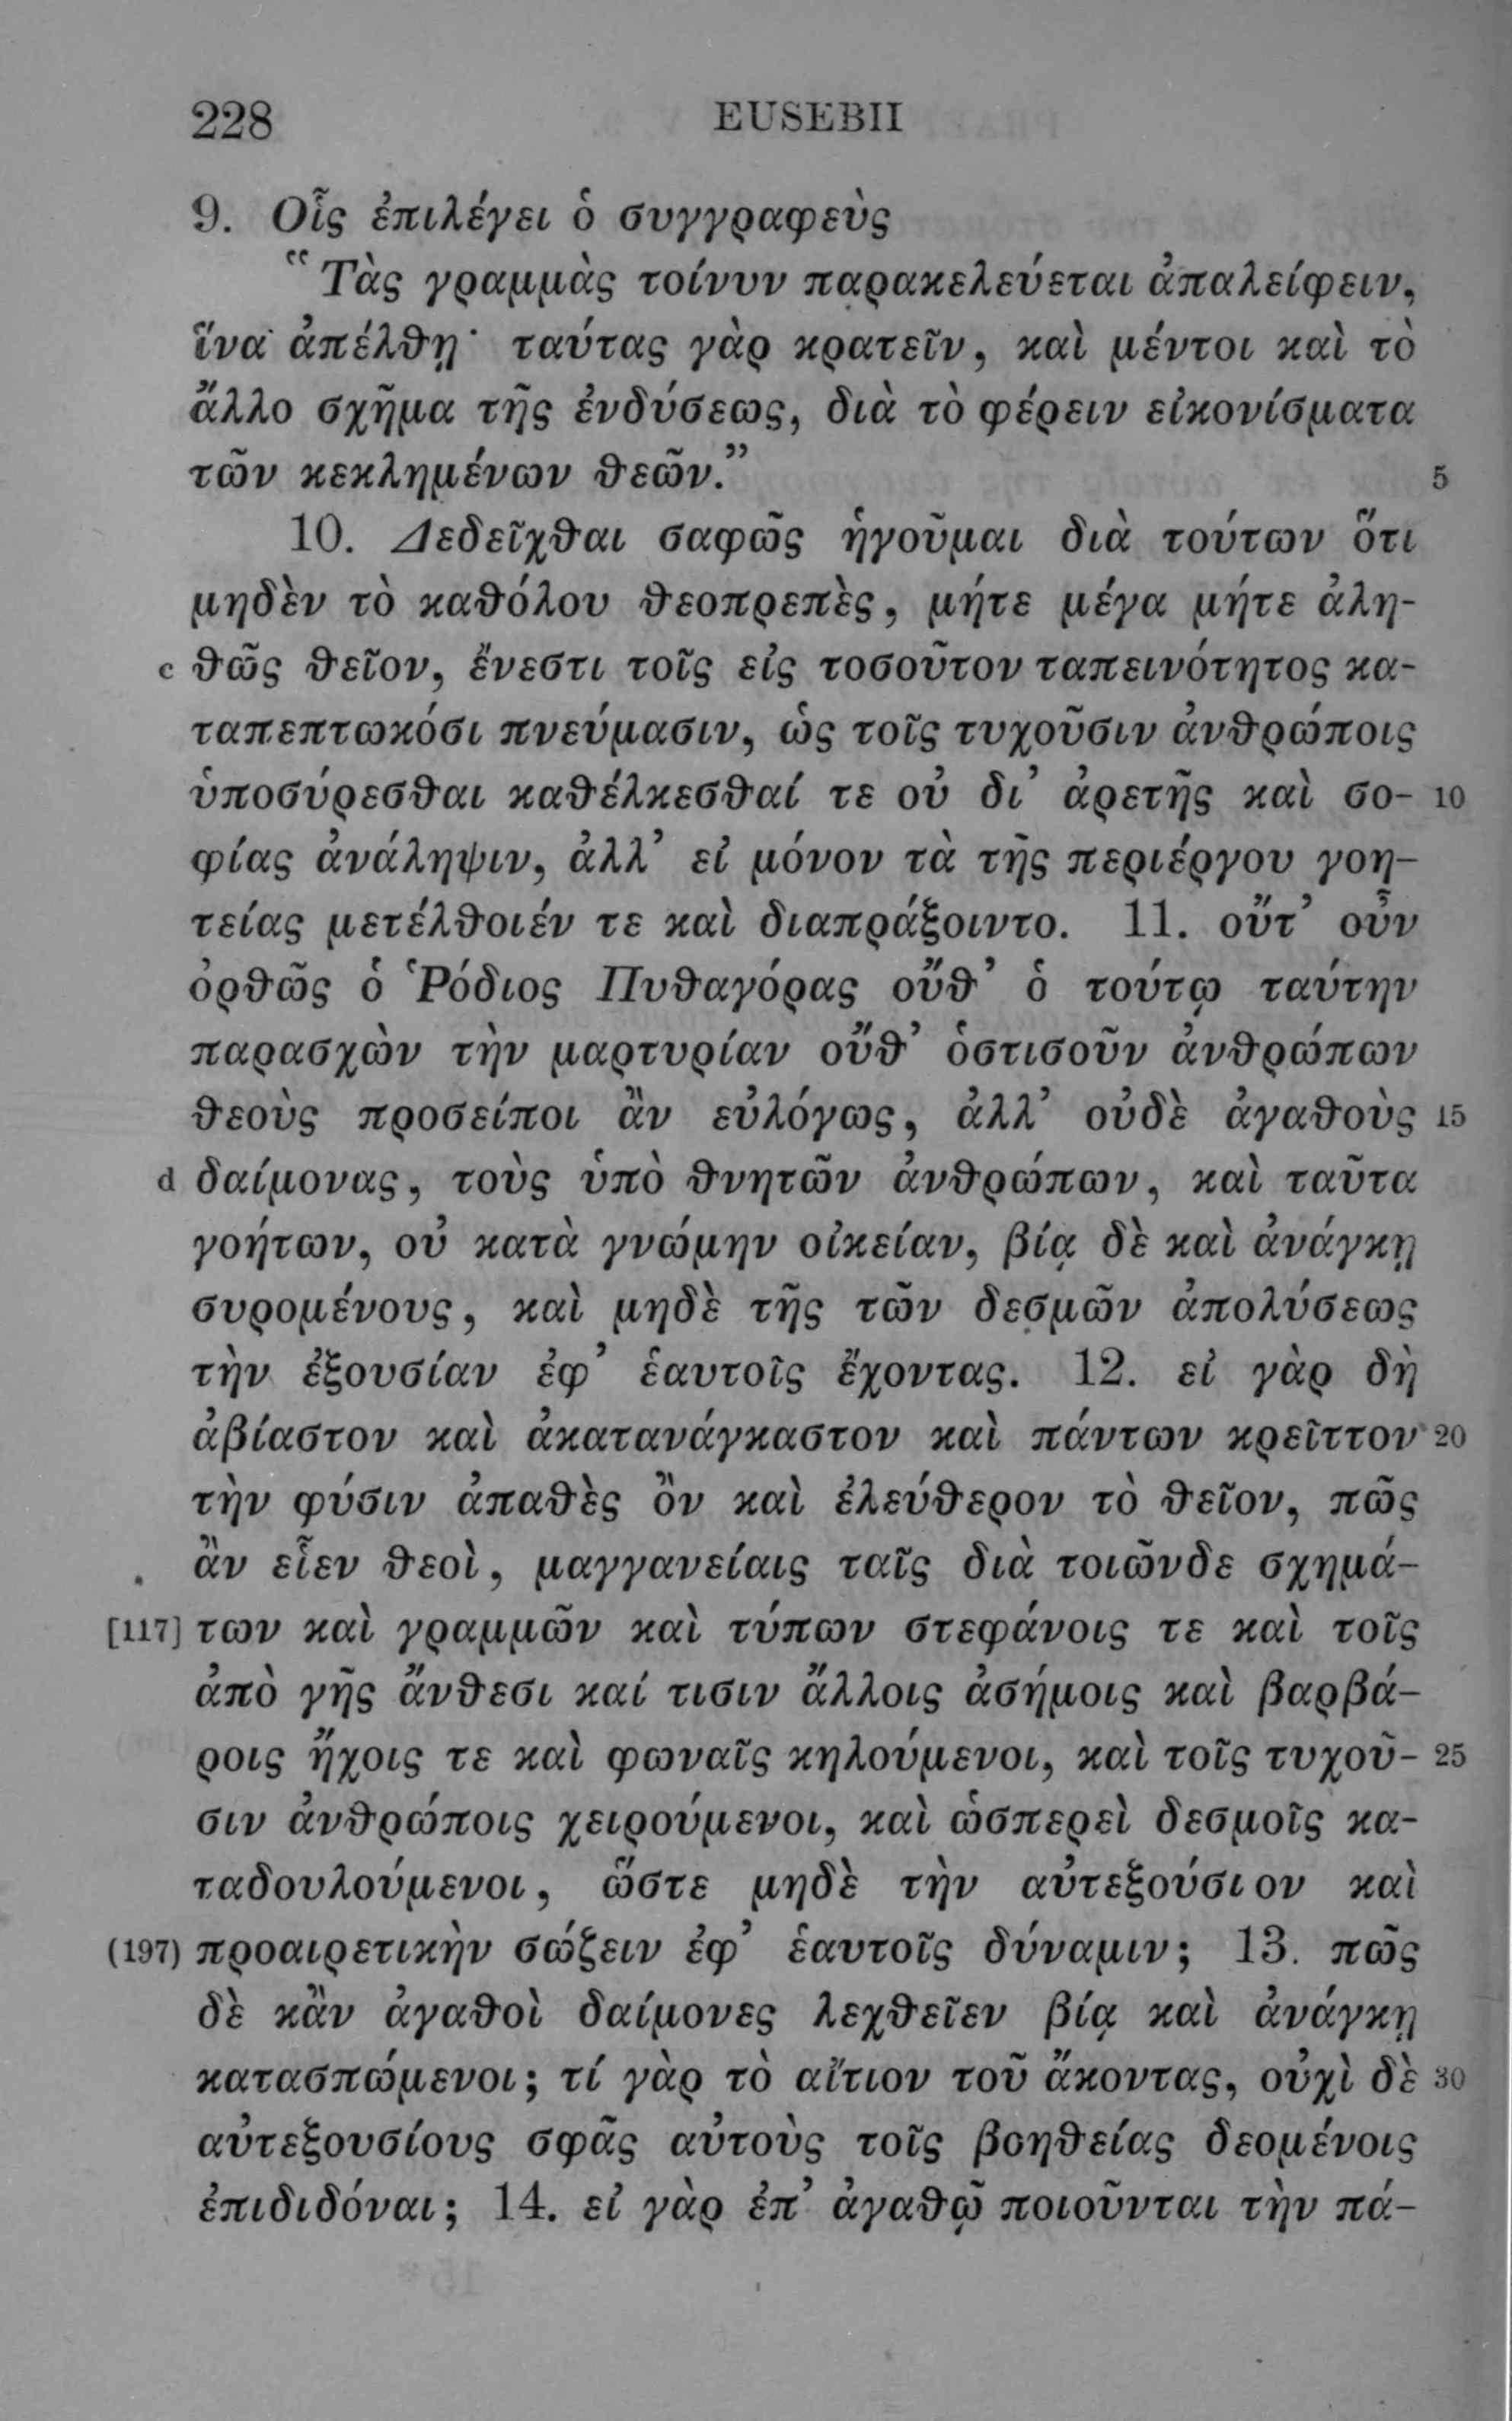 228 EUSEBII
9. Οἷς ἐπιλέγει ὁ συγγραφεὺς
"Τὰς γραμμὰς τοίνυν παρακελεύεται ἀπαλείφειν,
ἵνα ἀπέλθῃ· ταύτας γὰρ κρατεῖν, καὶ μέντοι καὶ τὸ
ἄλλο σχῆμα τῆς ἐνδύσεως, διὰ τὸ φέρειν εἰκονίσματα
τῶν κεκλημένων θεῶν." 5
10. Δεδεῖχθαι σαφῶς ἡγοῦμαι διὰ τούτων ὅτι
μηδὲν τὸ καθόλου θεοπρεπὲς, μήτε μέγα μήτε ἀλη-
c θῶς θεῖον, ἔνεστι τοῖς εἰς τοσοῦτον ταπεινότητος κα-
ταπεπτωκόσι πνεύμασιν, ὡς τοῖς τυχοῦσιν ἀνθρώποις
ὑποσύρεσθαι καθέλκεσθαί τε οὐ δι' ἀρετῆς καὶ σο- 10
φίας ἀνάληψιν, ἀλλ' εἰ μόνον τὰ τῆς περιέργου γοη-
τείας μετέλθοιέν τε καὶ διαπράξοιντο. 11. οὔτ' οὖν
ὀρθῶς ὁ Ῥόδιος Πυθαγόρας οὔθ' ὁ τούτῳ ταύτην
παρασχὼν τὴν μαρτυρίαν οὔθ' ὁστισοῦν ἀνθρώπων
θεοὺς προσείποι ἂν εὐλόγως, ἀλλ' οὐδὲ ἀγαθοὺς 15
d δαίμονας, τοὺς ὑπὸ θνητῶν ἀνθρώπων, καὶ ταῦτα
γοήτων, οὐ κατὰ γνώμην οἰκείαν, βίᾳ δὲ καὶ ἀνάγκῃ
συρομένους, καὶ μηδὲ τῆς τῶν δεσμῶν ἀπολύσεως
τὴν ἐξουσίαν ἐφ' ἑαυτοῖς ἔχοντας. 12. εἰ γὰρ δὴ
ἀβίαστον καὶ ἀκατανάγκαστον καὶ πάντων κρεῖττον 20
τὴν φύσιν ἀπαθὲς ὂν καὶ ἐλεύθερον τὸ θεῖον, πῶς
ἂν εἶεν θεοὶ, μαγγανείαις ταῖς διὰ τοιῶνδε σχημά-
[117] των καὶ γραμμῶν καὶ τύπων στεφάνοις τε καὶ τοῖς
ἀπὸ γῆς ἄνθεσι καί τισιν ἄλλοις ἀσήμοις καὶ βαρβά-
ροις ἤχοις τε καὶ φωναῖς κηλούμενοι, καὶ τοῖς τυχοῦ- 25
σιν ἀνθρώποις χειρούμενοι, καὶ ὡσπερεὶ δεσμοῖς κα-
ταδουλούμενοι, ὥστε μηδὲ τὴν αὐτεξούσιον καὶ
(197) προαιρετικὴν σώζειν ἐφ' ἑαυτοῖς δύναμιν; 13. πῶς
δὲ κἂν ἀγαθοὶ δαίμονες λεχθεῖεν βίᾳ καὶ ἀνάγκῃ
κατασπώμενοι; τί γὰρ τὸ αἴτιον τοῦ ἄκοντας, οὐχὶ δὲ 30
αὐτεξουσίους σφᾶς αὐτοὺς τοῖς βοηθείας δεομένοις
ἐπιδιδόναι; 14. εἰ γὰρ ἐπ' ἀγαθῷ ποιοῦνται τὴν πά-